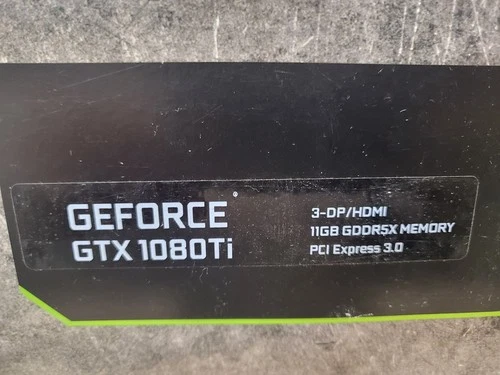 GEFORCE
GTX 1080Ti
3-DP/HDMI
11GB GDDR5X MEMORY
PCI Express 3.0